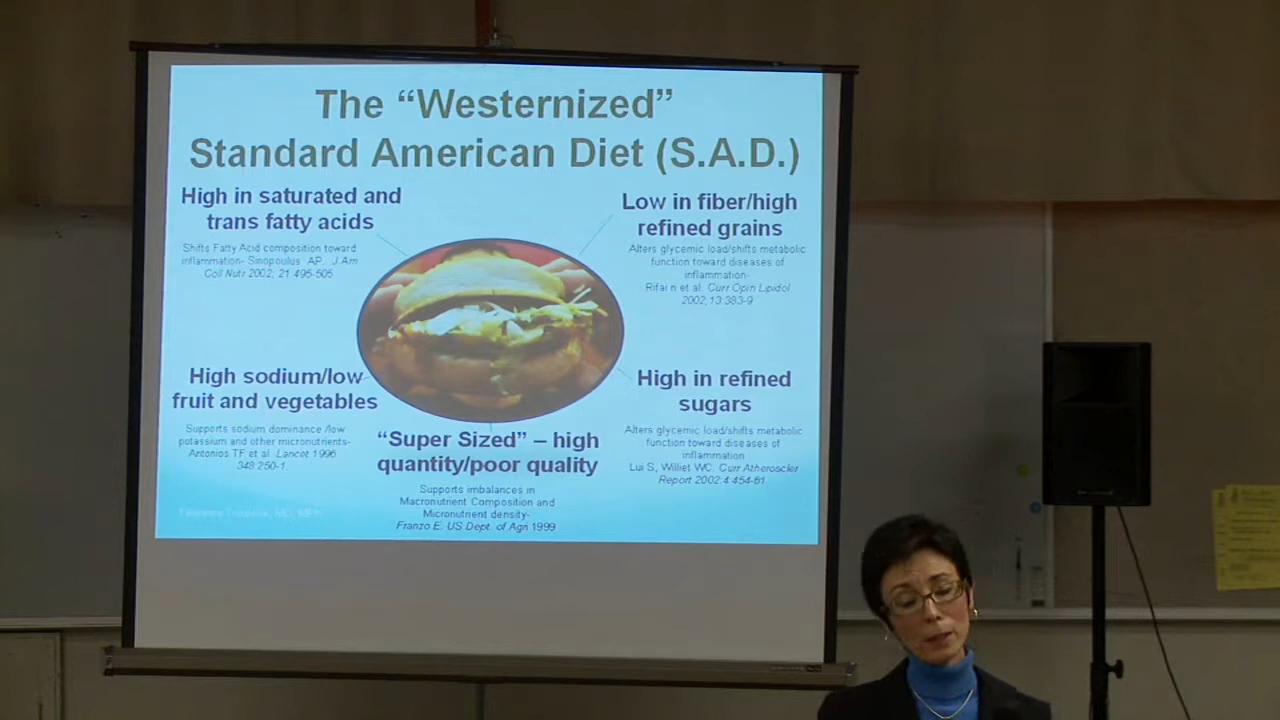 The “Westernized”
Standard American Diet (S.A.D.)
High in saturated and
trans fatty acids
Shifts Fatty Acid composition toward
inflammation- Sinopoulus AP. J Am
Coll Nutr 2002; 21:495-505
Low in fiber/high
refined grains
Alters glycemic load/shifts metabolic
function toward diseases of
inflammation-
Rifai n et al. Curr Opin Lipidol
2002;13:383-9
High sodium/low
fruit and vegetables
Supports sodium dominance /low
potassium and other micronutrients-
Antonios TF et al. Lancet 1996
348:250-1.
High in refined
sugars
Alters glycemic load/shifts metabolic
function toward diseases of
inflammation
Lui S, Williet WC. Curr Atheroscler
Report 2002:4:454-61.
“Super Sized” – high
quantity/poor quality
Supports imbalances in
Macronutrient Composition and
Micronutrient density-
Franzo E. US Dept. of Agri 1999
MD, MPH